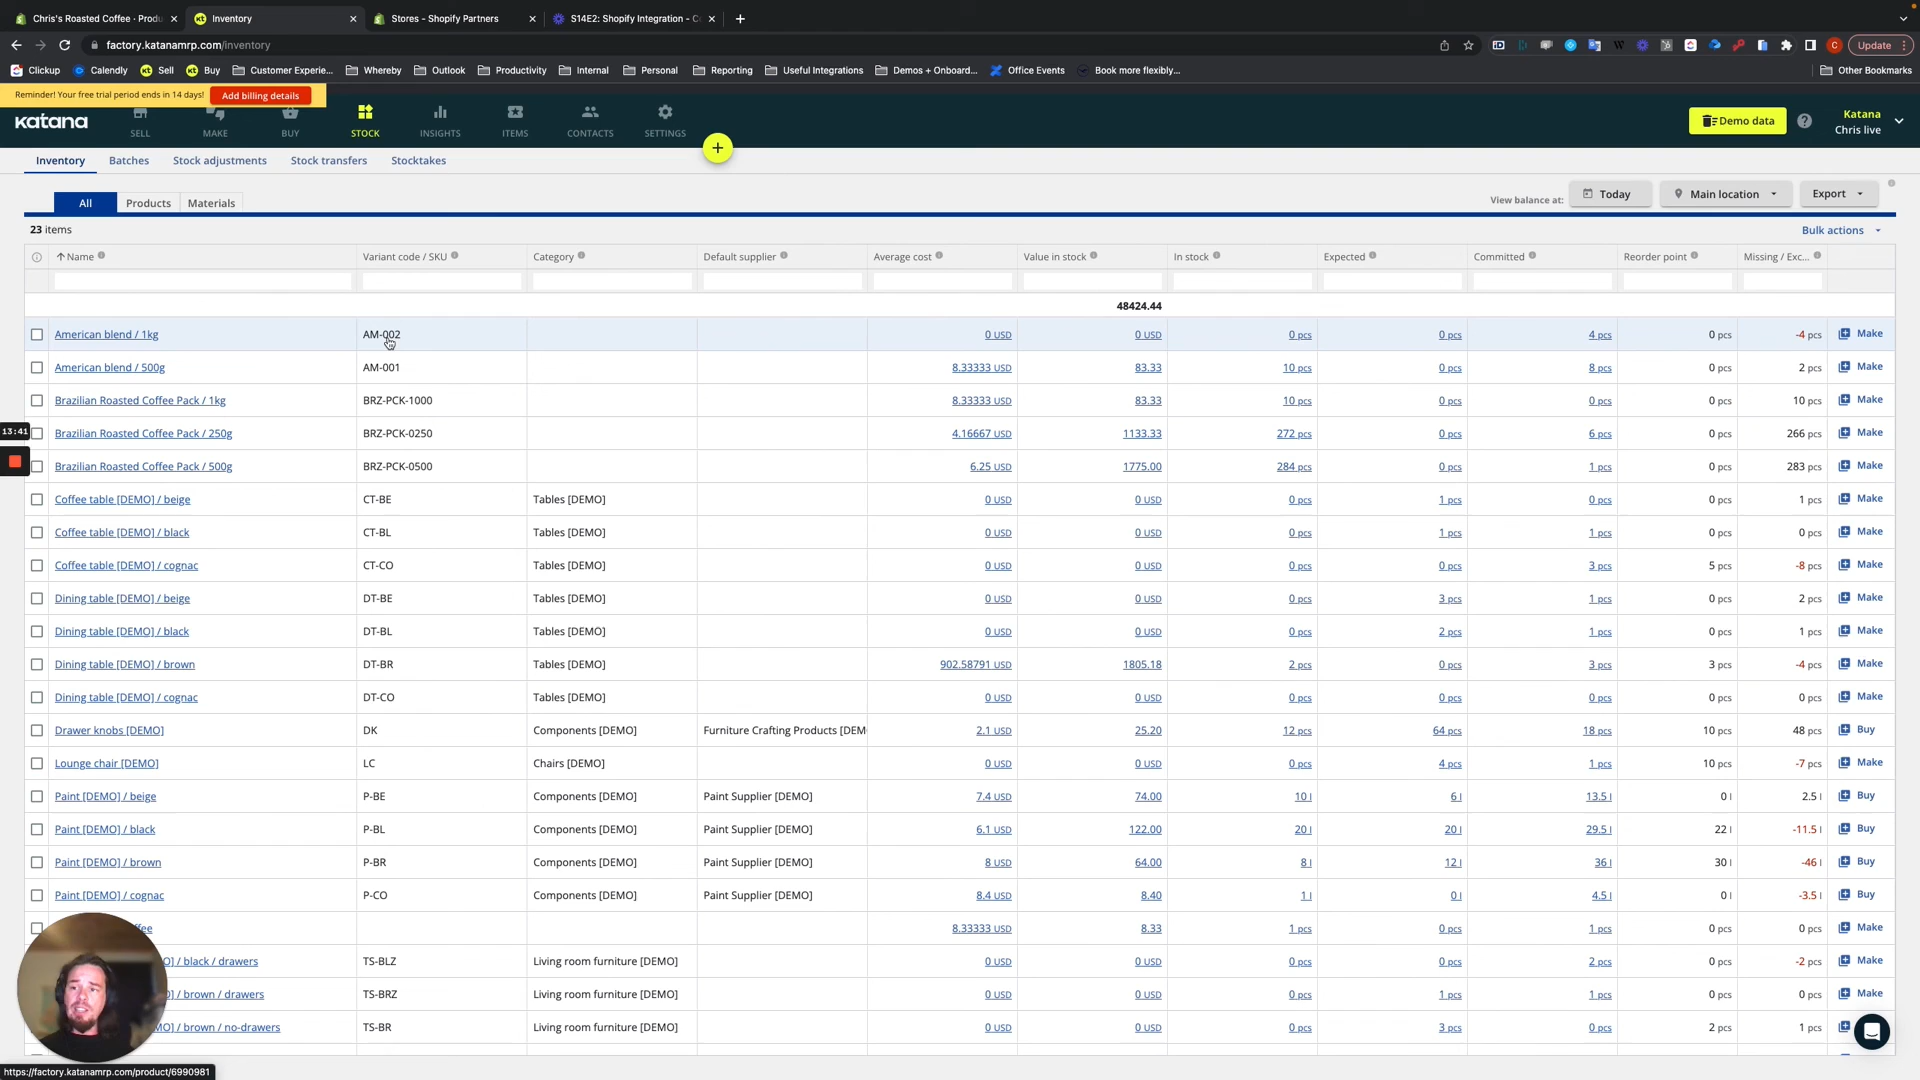 Chris's Roasted Coffee · Produ
Inventory
Stores - Shopify Partners
S14E2: Shopify Integration - C
factory.katanamrp.com/inventory
Update
Clickup
Calendly
Sell
Buy
Customer Experie...
Whereby
Outlook
Productivity
Internal
Personal
Reporting
Useful Integrations
Demos + Onboard...
Office Events
Book more flexibly...
Other Bookmarks
Reminder! Your free trial period ends in 14 days!
Add billing details
katana
SELL
MAKE
BUY
STOCK
INSIGHTS
ITEMS
CONTACTS
SETTINGS
Demo data
Katana
Chris live
Inventory
Batches
Stock adjustments
Stock transfers
Stocktakes
All
Products
Materials
View balance at:
Today
Main location
Export
23 items
Bulk actions
Name Variant code / SKU Category Default supplier Average cost Value in stock In stock Expected Committed Reorder point Missing / Exc...
48424.44
American blend / 1kg AM-002 0 USD 0 USD 0 pcs 0 pcs 4 pcs 0 pcs -4 pcs Make
American blend / 500g AM-001 8.33333 USD 83.33 10 pcs 0 pcs 8 pcs 0 pcs 2 pcs Make
Brazilian Roasted Coffee Pack / 1kg BRZ-PCK-1000 8.33333 USD 83.33 10 pcs 0 pcs 0 pcs 0 pcs 10 pcs Make
13:41
Brazilian Roasted Coffee Pack / 250g BRZ-PCK-0250 4.16667 USD 1133.33 272 pcs 0 pcs 6 pcs 0 pcs 266 pcs Make
Brazilian Roasted Coffee Pack / 500g BRZ-PCK-0500 6.25 USD 1775.00 284 pcs 0 pcs 1 pcs 0 pcs 283 pcs Make
Coffee table [DEMO] / beige CT-BE Tables [DEMO] 0 USD 0 USD 0 pcs 1 pcs 0 pcs 0 pcs 1 pcs Make
Coffee table [DEMO] / black CT-BL Tables [DEMO] 0 USD 0 USD 0 pcs 1 pcs 1 pcs 0 pcs 0 pcs Make
Coffee table [DEMO] / cognac CT-CO Tables [DEMO] 0 USD 0 USD 0 pcs 0 pcs 3 pcs 5 pcs -8 pcs Make
Dining table [DEMO] / beige DT-BE Tables [DEMO] 0 USD 0 USD 0 pcs 3 pcs 1 pcs 0 pcs 2 pcs Make
Dining table [DEMO] / black DT-BL Tables [DEMO] 0 USD 0 USD 0 pcs 2 pcs 1 pcs 0 pcs 1 pcs Make
Dining table [DEMO] / brown DT-BR Tables [DEMO] 902.58791 USD 1805.18 2 pcs 0 pcs 3 pcs 3 pcs -4 pcs Make
Dining table [DEMO] / cognac DT-CO Tables [DEMO] 0 USD 0 USD 0 pcs 0 pcs 0 pcs 0 pcs 0 pcs Make
Drawer knobs [DEMO] DK Components [DEMO] Furniture Crafting Products [DEM 2.1 USD 25.20 12 pcs 64 pcs 18 pcs 10 pcs 48 pcs Buy
Lounge chair [DEMO] LC Chairs [DEMO] 0 USD 0 USD 0 pcs 4 pcs 1 pcs 10 pcs -7 pcs Make
Paint [DEMO] / beige P-BE Components [DEMO] Paint Supplier [DEMO] 7.4 USD 74.00 10 l 6 l 13.5 l 0 l 2.5 l Buy
Paint [DEMO] / black P-BL Components [DEMO] Paint Supplier [DEMO] 6.1 USD 122.00 20 l 20 l 29.5 l 22 l -11.5 l Buy
Paint [DEMO] / brown P-BR Components [DEMO] Paint Supplier [DEMO] 8 USD 64.00 8 l 12 l 36 l 30 l -46 l Buy
Paint [DEMO] / cognac P-CO Components [DEMO] Paint Supplier [DEMO] 8.4 USD 8.40 1 l 0 l 4.5 l 0 l -3.5 l Buy
ffee 8.33333 USD 8.33 1 pcs 0 pcs 1 pcs 0 pcs 0 pcs Make
O] / black / drawers TS-BLZ Living room furniture [DEMO] 0 USD 0 USD 0 pcs 0 pcs 2 pcs 0 pcs -2 pcs Make
O] / brown / drawers TS-BRZ Living room furniture [DEMO] 0 USD 0 USD 0 pcs 1 pcs 1 pcs 0 pcs 0 pcs Make
MO] / brown / no-drawers TS-BR Living room furniture [DEMO] 0 USD 0 USD 0 pcs 3 pcs 0 pcs 2 pcs 1 pcs
https://factory.katanamrp.com/product/6990981